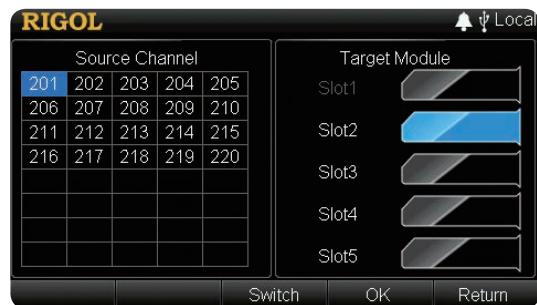 RIGOL Local
Source Channel
201 202 203 204 205
206 207 208 209 210
211 212 213 214 215
216 217 218 219 220
Target Module
Slot1
Slot2
Slot3
Slot4
Slot5
Switch OK Return